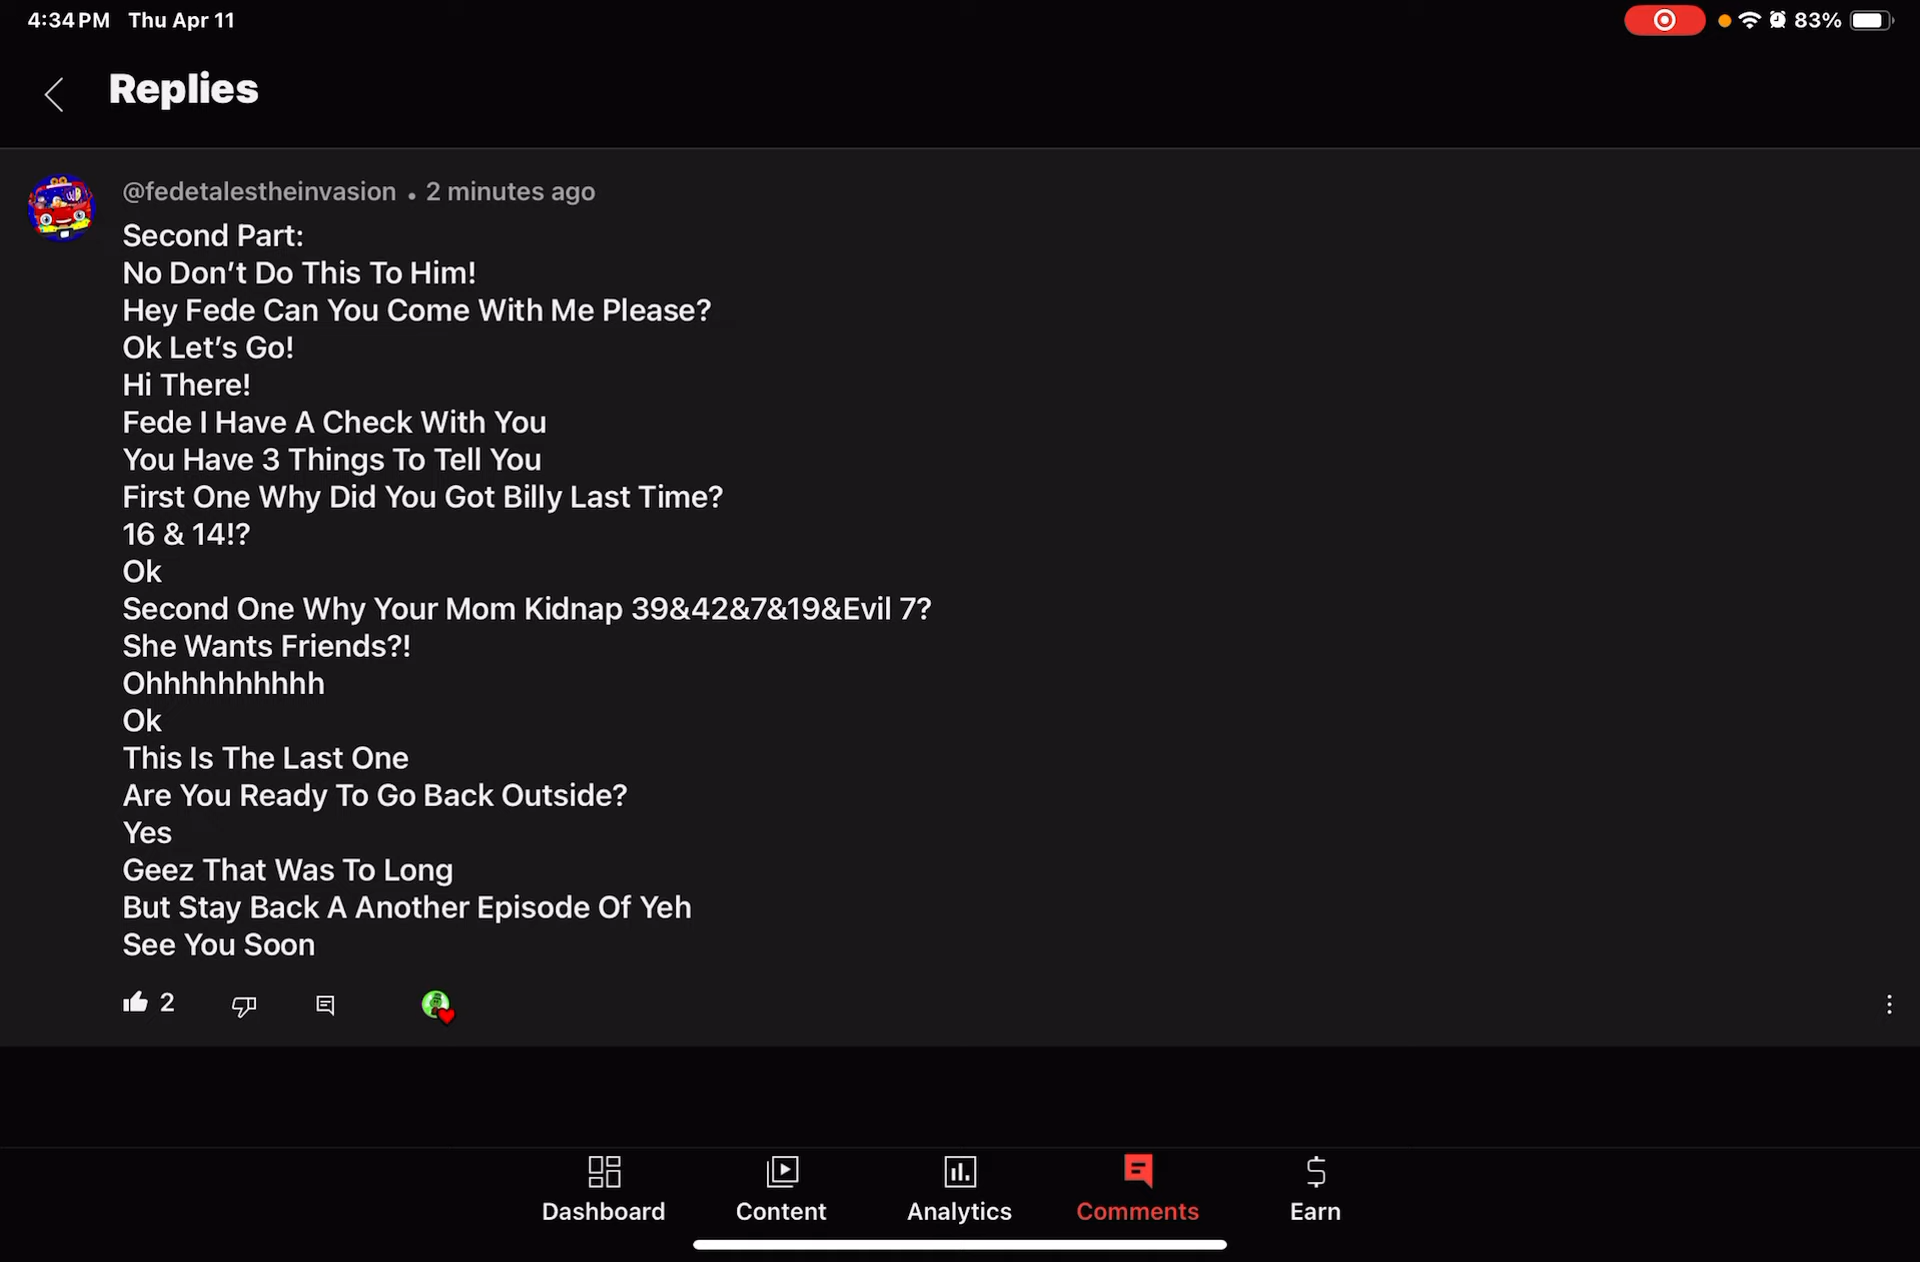 4:34 PM Thu Apr 11 83%
Replies
@fedetalestheinvasion • 2 minutes ago
Second Part:
No Don't Do This To Him!
Hey Fede Can You Come With Me Please?
Ok Let's Go!
Hi There!
Fede I Have A Check With You
You Have 3 Things To Tell You
First One Why Did You Got Billy Last Time?
16 & 14!?
Ok
Second One Why Your Mom Kidnap 39&42&7&19&Evil 7?
She Wants Friends?!
Ohhhhhhhhhh
Ok
This Is The Last One
Are You Ready To Go Back Outside?
Yes
Geez That Was To Long
But Stay Back A Another Episode Of Yeh
See You Soon
2
Dashboard Content Analytics Comments Earn